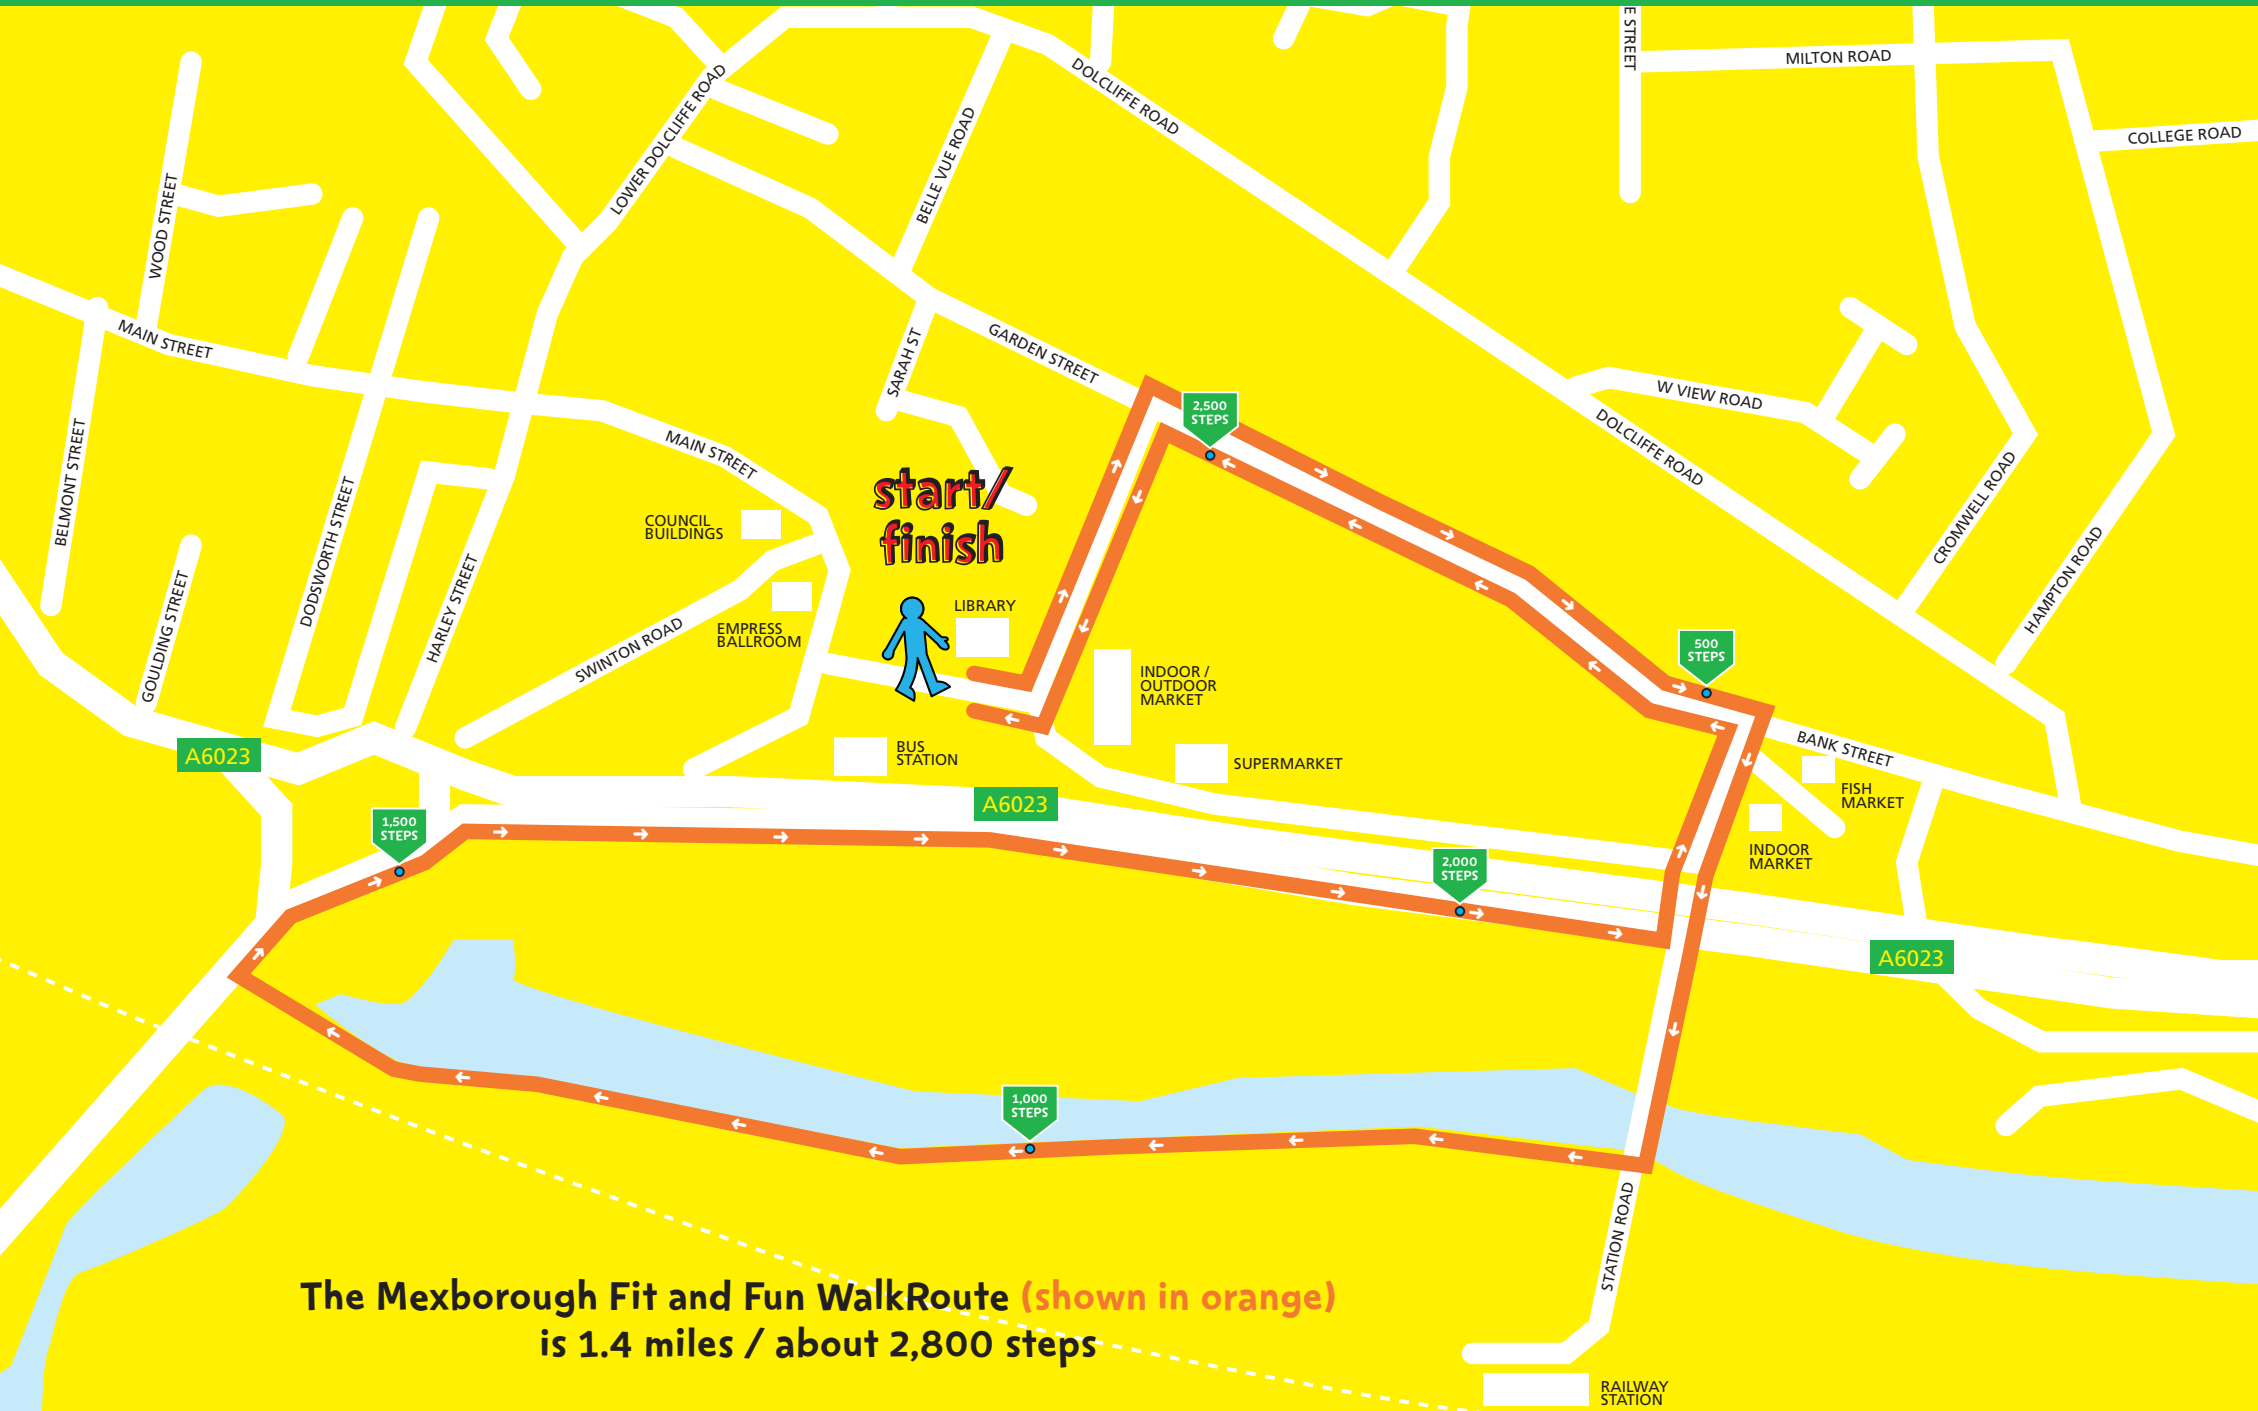 E STREET
MILTON ROAD
COLLEGE ROAD
DOLCLIFFE ROAD
LOWER DOLCLIFFE ROAD
BELLE VUE ROAD
WOOD STREET
MAIN STREET
SARAH ST
GARDEN STREET
W VIEW ROAD
DOLCLIFFE ROAD
2,500
STEPS
MAIN STREET
BELMONT STREET
DODSWORTH STREET
start/
finish
COUNCIL
BUILDINGS
CROMWELL ROAD
HAMPTON ROAD
GOULDING STREET
HARLEY STREET
SWINTON ROAD
EMPRESS
BALLROOM
LIBRARY
500
STEPS
INDOOR /
OUTDOOR
MARKET
BUS
STATION
SUPERMARKET
BANK STREET
FISH
MARKET
INDOOR
MARKET
A6023
A6023
1,500
STEPS
2,000
STEPS
A6023
1,000
STEPS
STATION ROAD
The Mexborough Fit and Fun WalkRoute (shown in orange)
is 1.4 miles / about 2,800 steps
RAILWAY
STATION